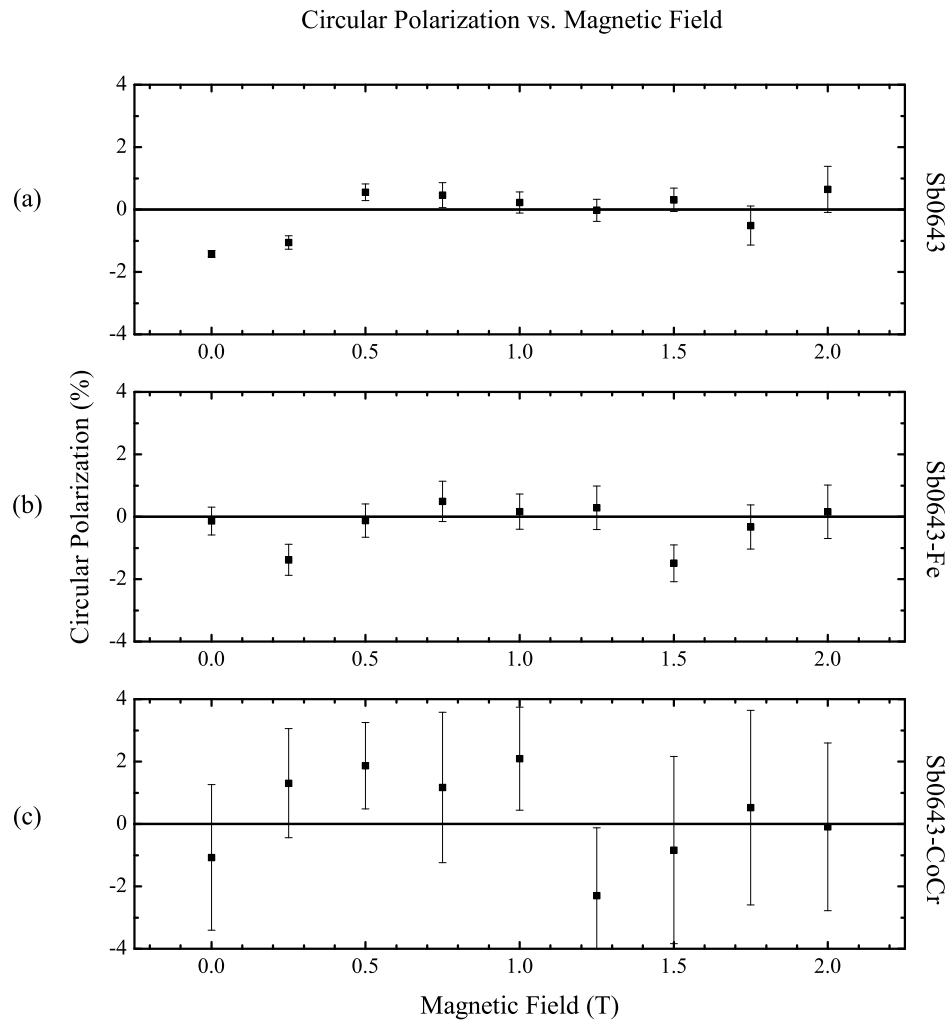 Circular Polarization vs. Magnetic Field
(a)
4
2
0
-2
-4
0.0 0.5 1.0 1.5 2.0
Sb0643
Circular Polarization (%)
(b)
4
2
0
-2
-4
0.0 0.5 1.0 1.5 2.0
Sb0643-Fe
(c)
4
2
0
-2
-4
0.0 0.5 1.0 1.5 2.0
Sb0643-CoCr
Magnetic Field (T)